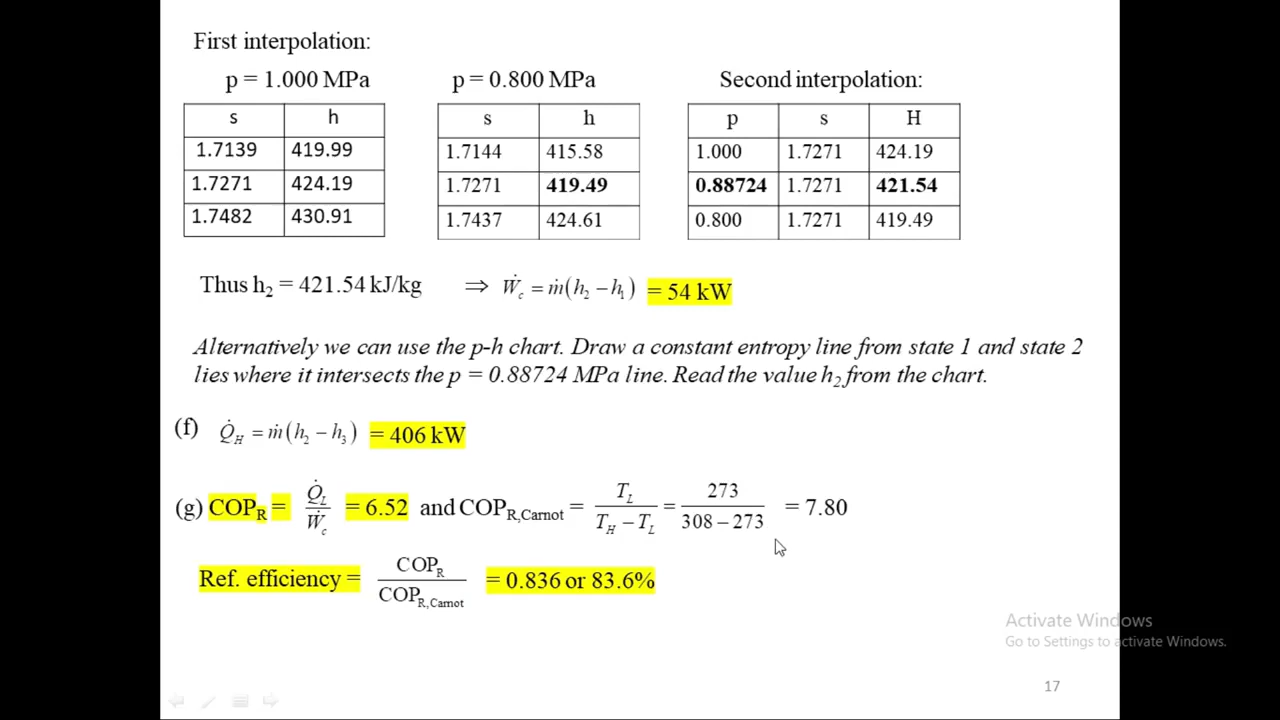 First interpolation:
p = 1.000 MPa
s h
1.7139 419.99
1.7271 424.19
1.7482 430.91
p = 0.800 MPa
s h
1.7144 415.58
1.7271 419.49
1.7437 424.61
Second interpolation:
p s H
1.000 1.7271 424.19
0.88724 1.7271 421.54
0.800 1.7271 419.49
Thus h₂ = 421.54 kJ/kg ⇒ Ẇc = ṁ(h₂ − h₁) = 54 kW
Alternatively we can use the p-h chart. Draw a constant entropy line from state 1 and state 2
lies where it intersects the p = 0.88724 MPa line. Read the value h₂ from the chart.
(f) Q̇H = ṁ(h₂ − h₃) = 406 kW
(g) COPR = Q̇L / Ẇc = 6.52 and COPR,Carnot = TL / (TH − TL) = 273 / (308 − 273) = 7.80
Ref. efficiency = COPR / COPR,Carnot = 0.836 or 83.6%
Activate Windows
Go to Settings to activate Windows.
17